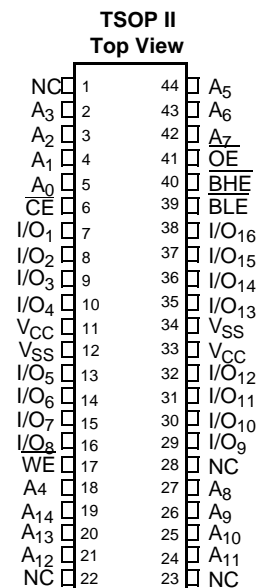 TSOP II
Top View
NC 1 44 A5
A3 2 43 A6
A2 3 42 A7
A1 4 41 OE
A0 5 40 BHE
CE 6 39 BLE
I/O1 7 38 I/O16
I/O2 8 37 I/O15
I/O3 9 36 I/O14
I/O4 10 35 I/O13
VCC 11 34 VSS
VSS 12 33 VCC
I/O5 13 32 I/O12
I/O6 14 31 I/O11
I/O7 15 30 I/O10
I/O8 16 29 I/O9
WE 17 28 NC
A4 18 27 A8
A14 19 26 A9
A13 20 25 A10
A12 21 24 A11
NC 22 23 NC